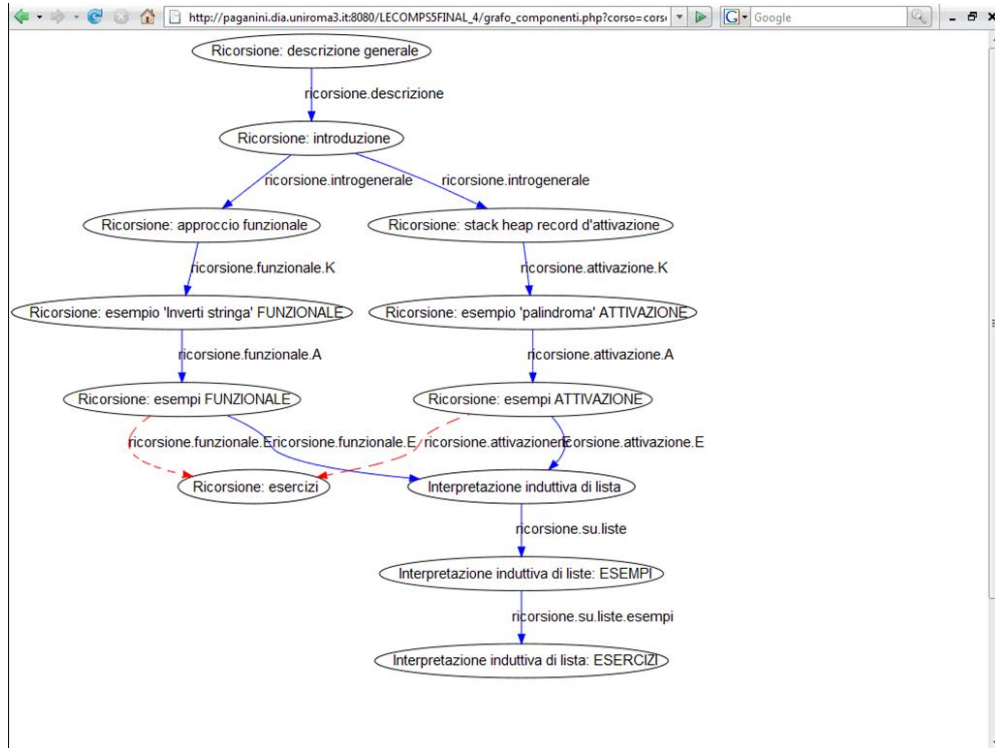 http://paganini.dia.uniroma3.it:8080/LECOMPS5FINAL_4/grafo_componenti.php?corso=corsi
G Google
Ricorsione: descrizione generale
ricorsione.descrizione
Ricorsione: introduzione
ricorsione.introgenerale ricorsione.introgenerale
Ricorsione: approccio funzionale Ricorsione: stack heap record d'attivazione
ricorsione.funzionale.K ricorsione.attivazione.K
Ricorsione: esempio 'Inverti stringa' FUNZIONALE Ricorsione: esempio 'palindroma' ATTIVAZIONE
ricorsione.funzionale.A ricorsione.attivazione.A
Ricorsione: esempi FUNZIONALE Ricorsione: esempi ATTIVAZIONE
ricorsione.funzionale.E ricorsione.funzionale.E ricorsione.attivazione.E ricorsione.attivazione.E
Ricorsione: esercizi Interpretazione induttiva di lista
ricorsione.su.liste
Interpretazione induttiva di liste: ESEMPI
ricorsione.su.liste.esempi
Interpretazione induttiva di lista: ESERCIZI